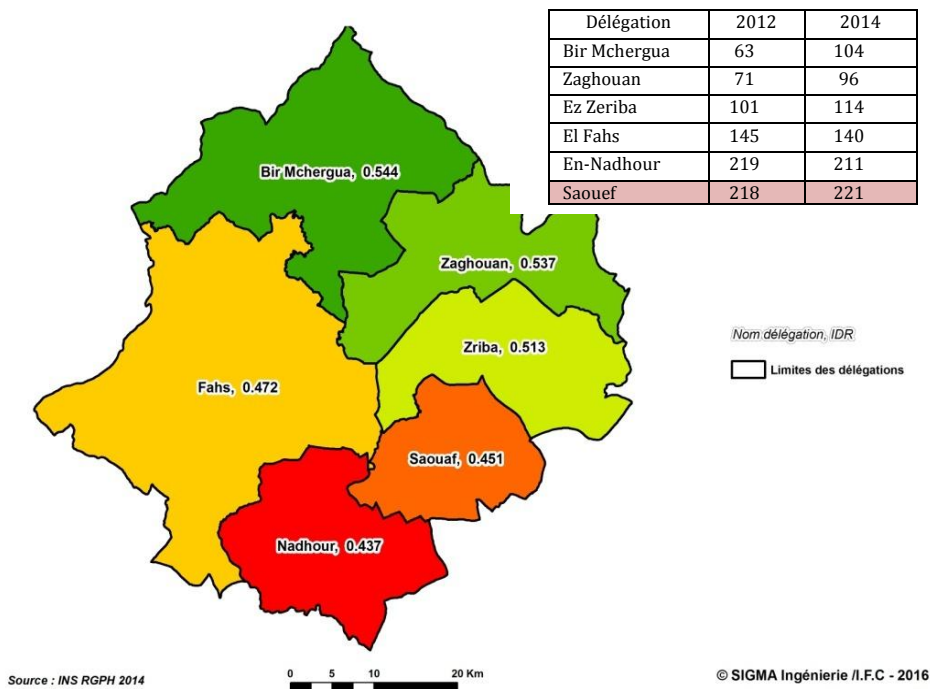 Délégation 2012 2014
Bir Mchergua 63 104
Zaghouan 71 96
Ez Zeriba 101 114
El Fahs 145 140
En-Nadhour 219 211
Saouef 218 221
Bir Mchergua, 0.544
Zaghouan, 0.537
Zriba, 0.513
Fahs, 0.472
Saouaf, 0.451
Nadhour, 0.437
Nom délégation, IDR
Limites des délégations
Source : INS RGPH 2014
0 5 10 20 Km
© SIGMA Ingénierie /I.F.C - 2016